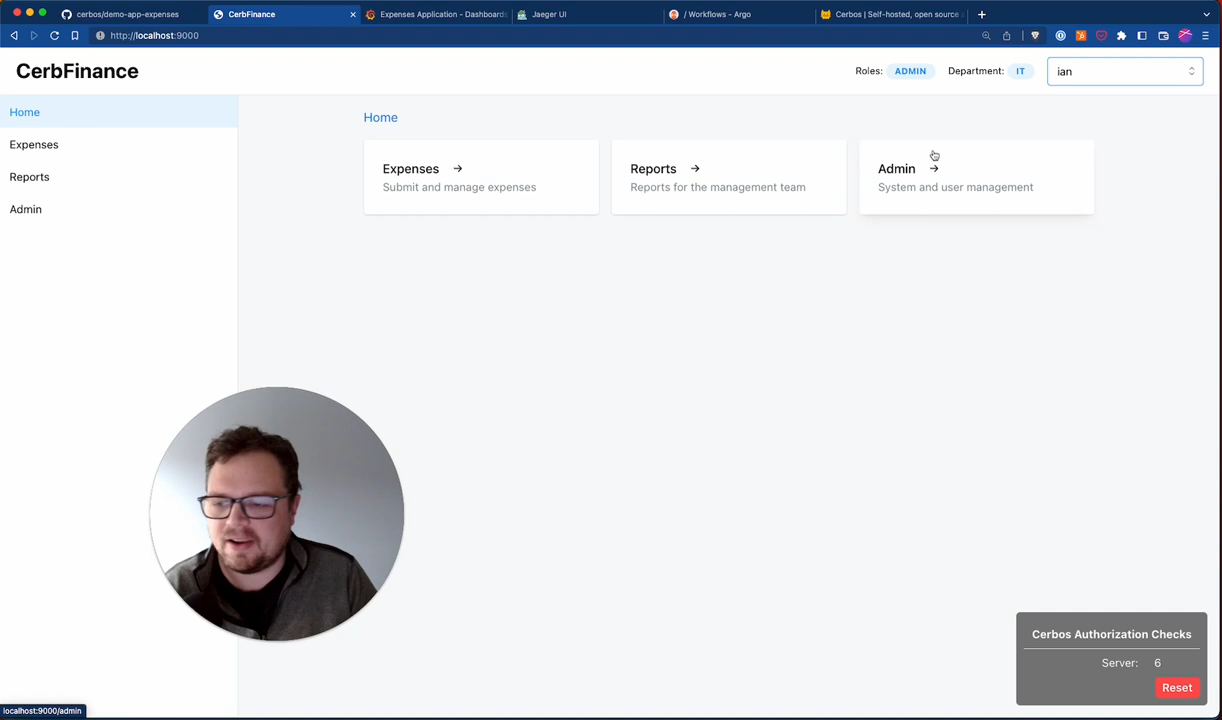 cerbos/demo-app-expenses
CerbFinance
Expenses Application - Dashboards
Jaeger UI
/ Workflows - Argo
Cerbos | Self-hosted, open source
http://localhost:9000
CerbFinance
Roles: ADMIN
Department: IT
ian
Home
Expenses
Reports
Admin
Home
Expenses →
Submit and manage expenses
Reports →
Reports for the management team
Admin →
System and user management
Cerbos Authorization Checks
Server: 6
Reset
localhost:9000/admin